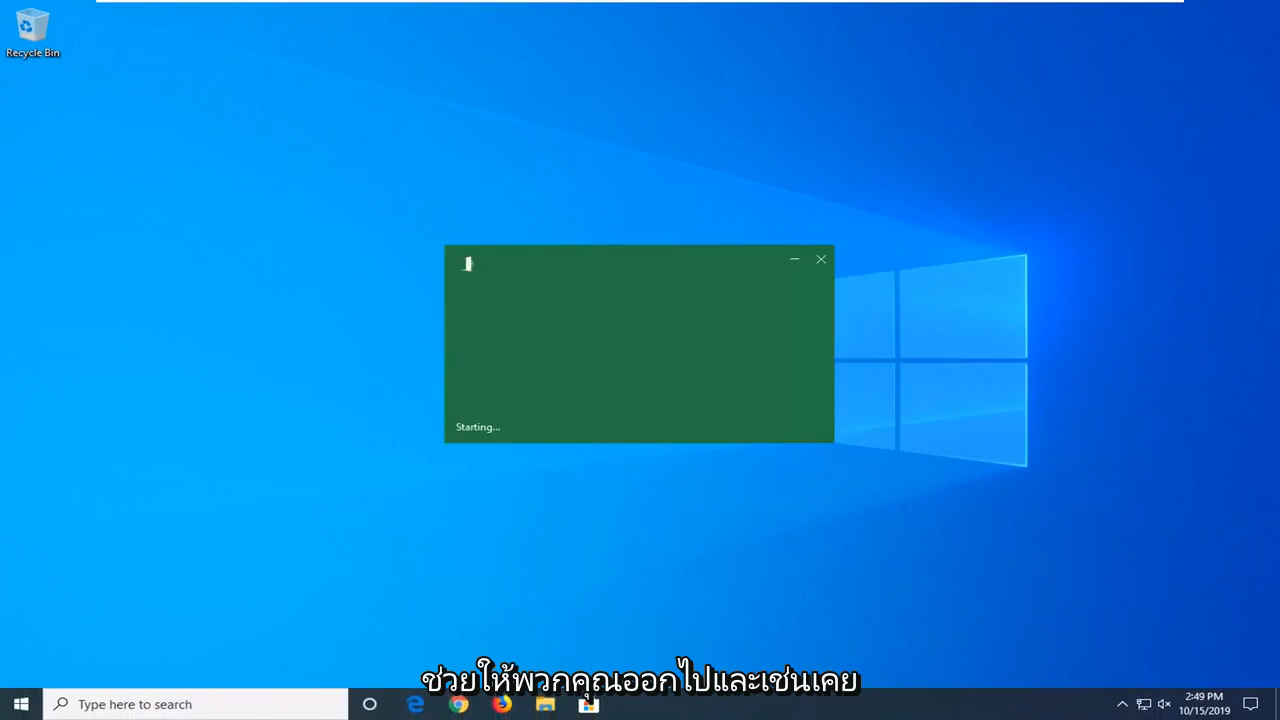 Recycle Bin
Starting...
ช่วยให้พวกคุณออกไปและเช่นเคย
Type here to search
2:49 PM
10/15/2019